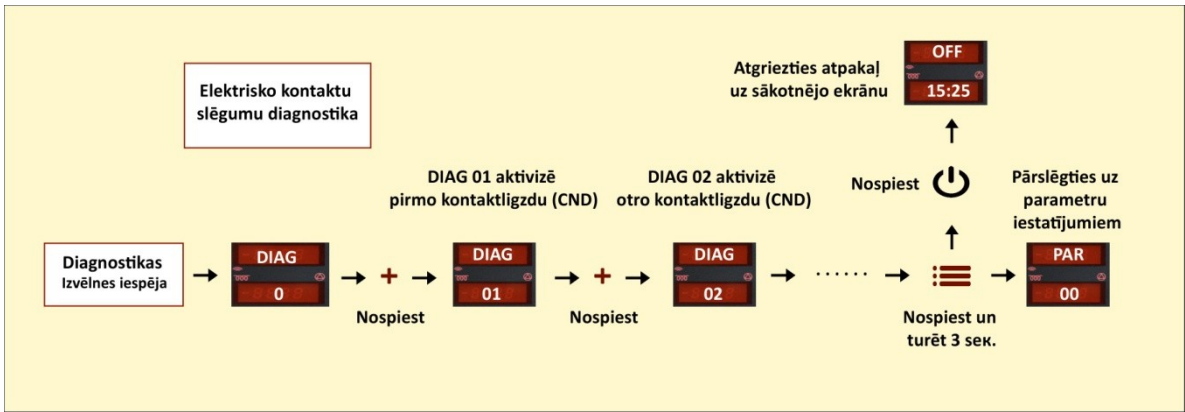 Elektrisko kontaktu
slēgumu diagnostika
Atgriezties atpakaļ
uz sākotnējo ekrānu
OFF
15:25
DIAG 01 aktivizē
pirmo kontaktligzdu (CND)
DIAG 02 aktivizē
otro kontaktligzdu (CND)
Nospiest
Pārslēgties uz
parametru
iestatījumiem
Diagnostikas
Izvēlnes iespēja
DIAG
0
+
Nospiest
DIAG
01
+
Nospiest
DIAG
02
......
Nospiest un
turēt 3 seк.
PAR
00